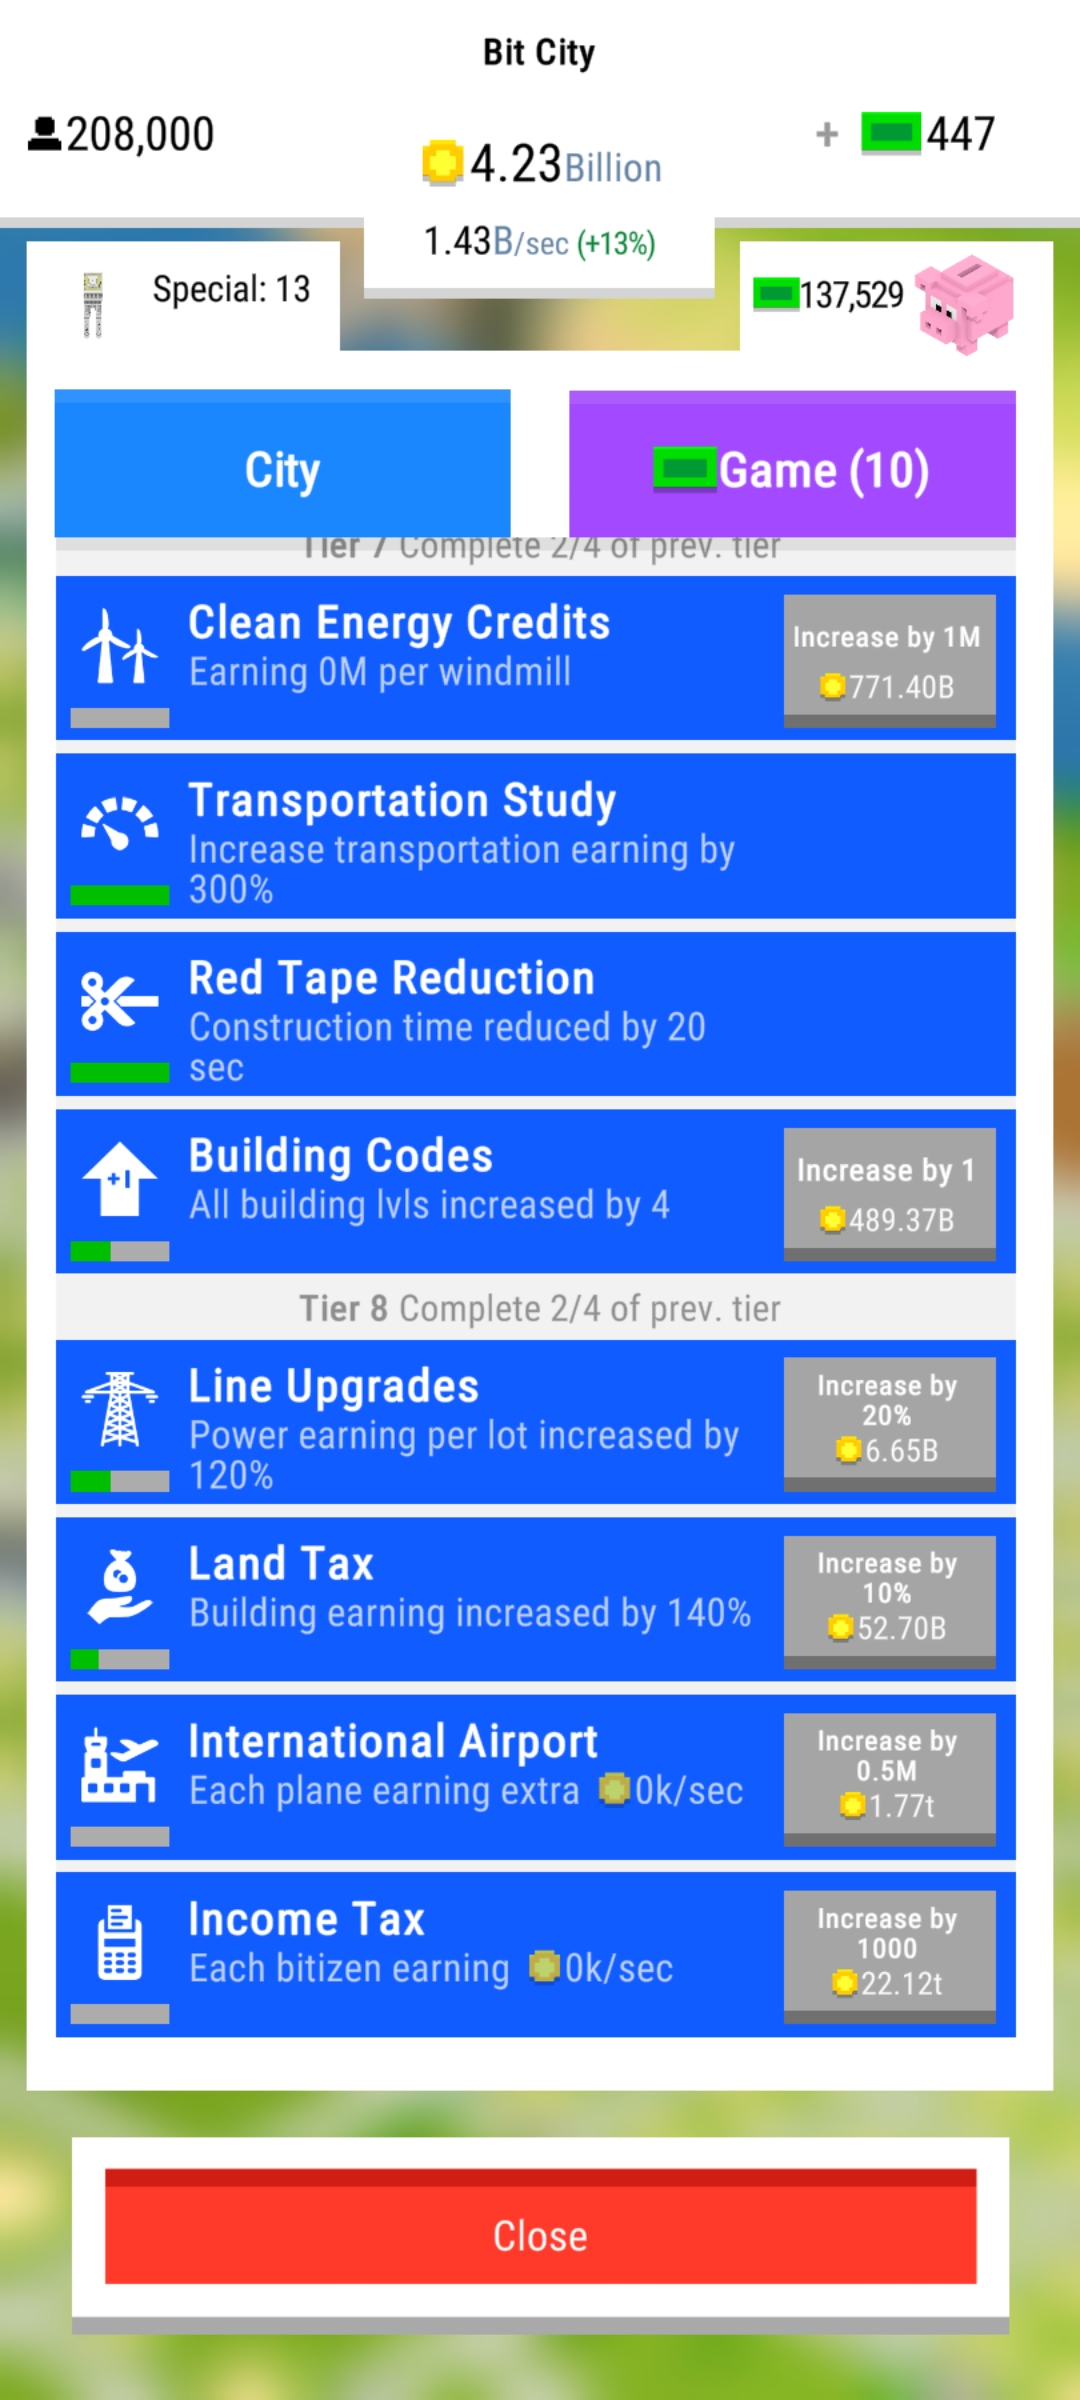 Bit City
208,000
4.23Billion
+ 447
1.43B/sec (+13%)
Special: 13
137,529
City
Game (10)
Tier 7 Complete 2/4 of prev. tier
Clean Energy Credits
Earning 0M per windmill
Increase by 1M
771.40B
Transportation Study
Increase transportation earning by
300%
Red Tape Reduction
Construction time reduced by 20
sec
+1
Building Codes
All building lvls increased by 4
Increase by 1
489.37B
Tier 8 Complete 2/4 of prev. tier
Line Upgrades
Power earning per lot increased by
120%
Increase by
20%
6.65B
Land Tax
Building earning increased by 140%
Increase by
10%
52.70B
International Airport
Each plane earning extra 0k/sec
Increase by
0.5M
1.77t
Income Tax
Each bitizen earning 0k/sec
Increase by
1000
22.12t
Close